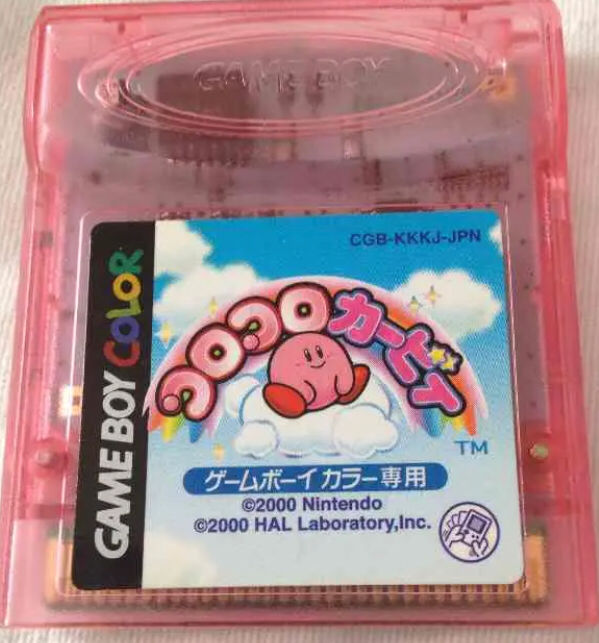 GAME BOY
CGB-KKKJ-JPN
コロコロカービィ
TM
GAME BOY COLOR
ゲームボーイカラー専用
©2000 Nintendo
©2000 HAL Laboratory,Inc.